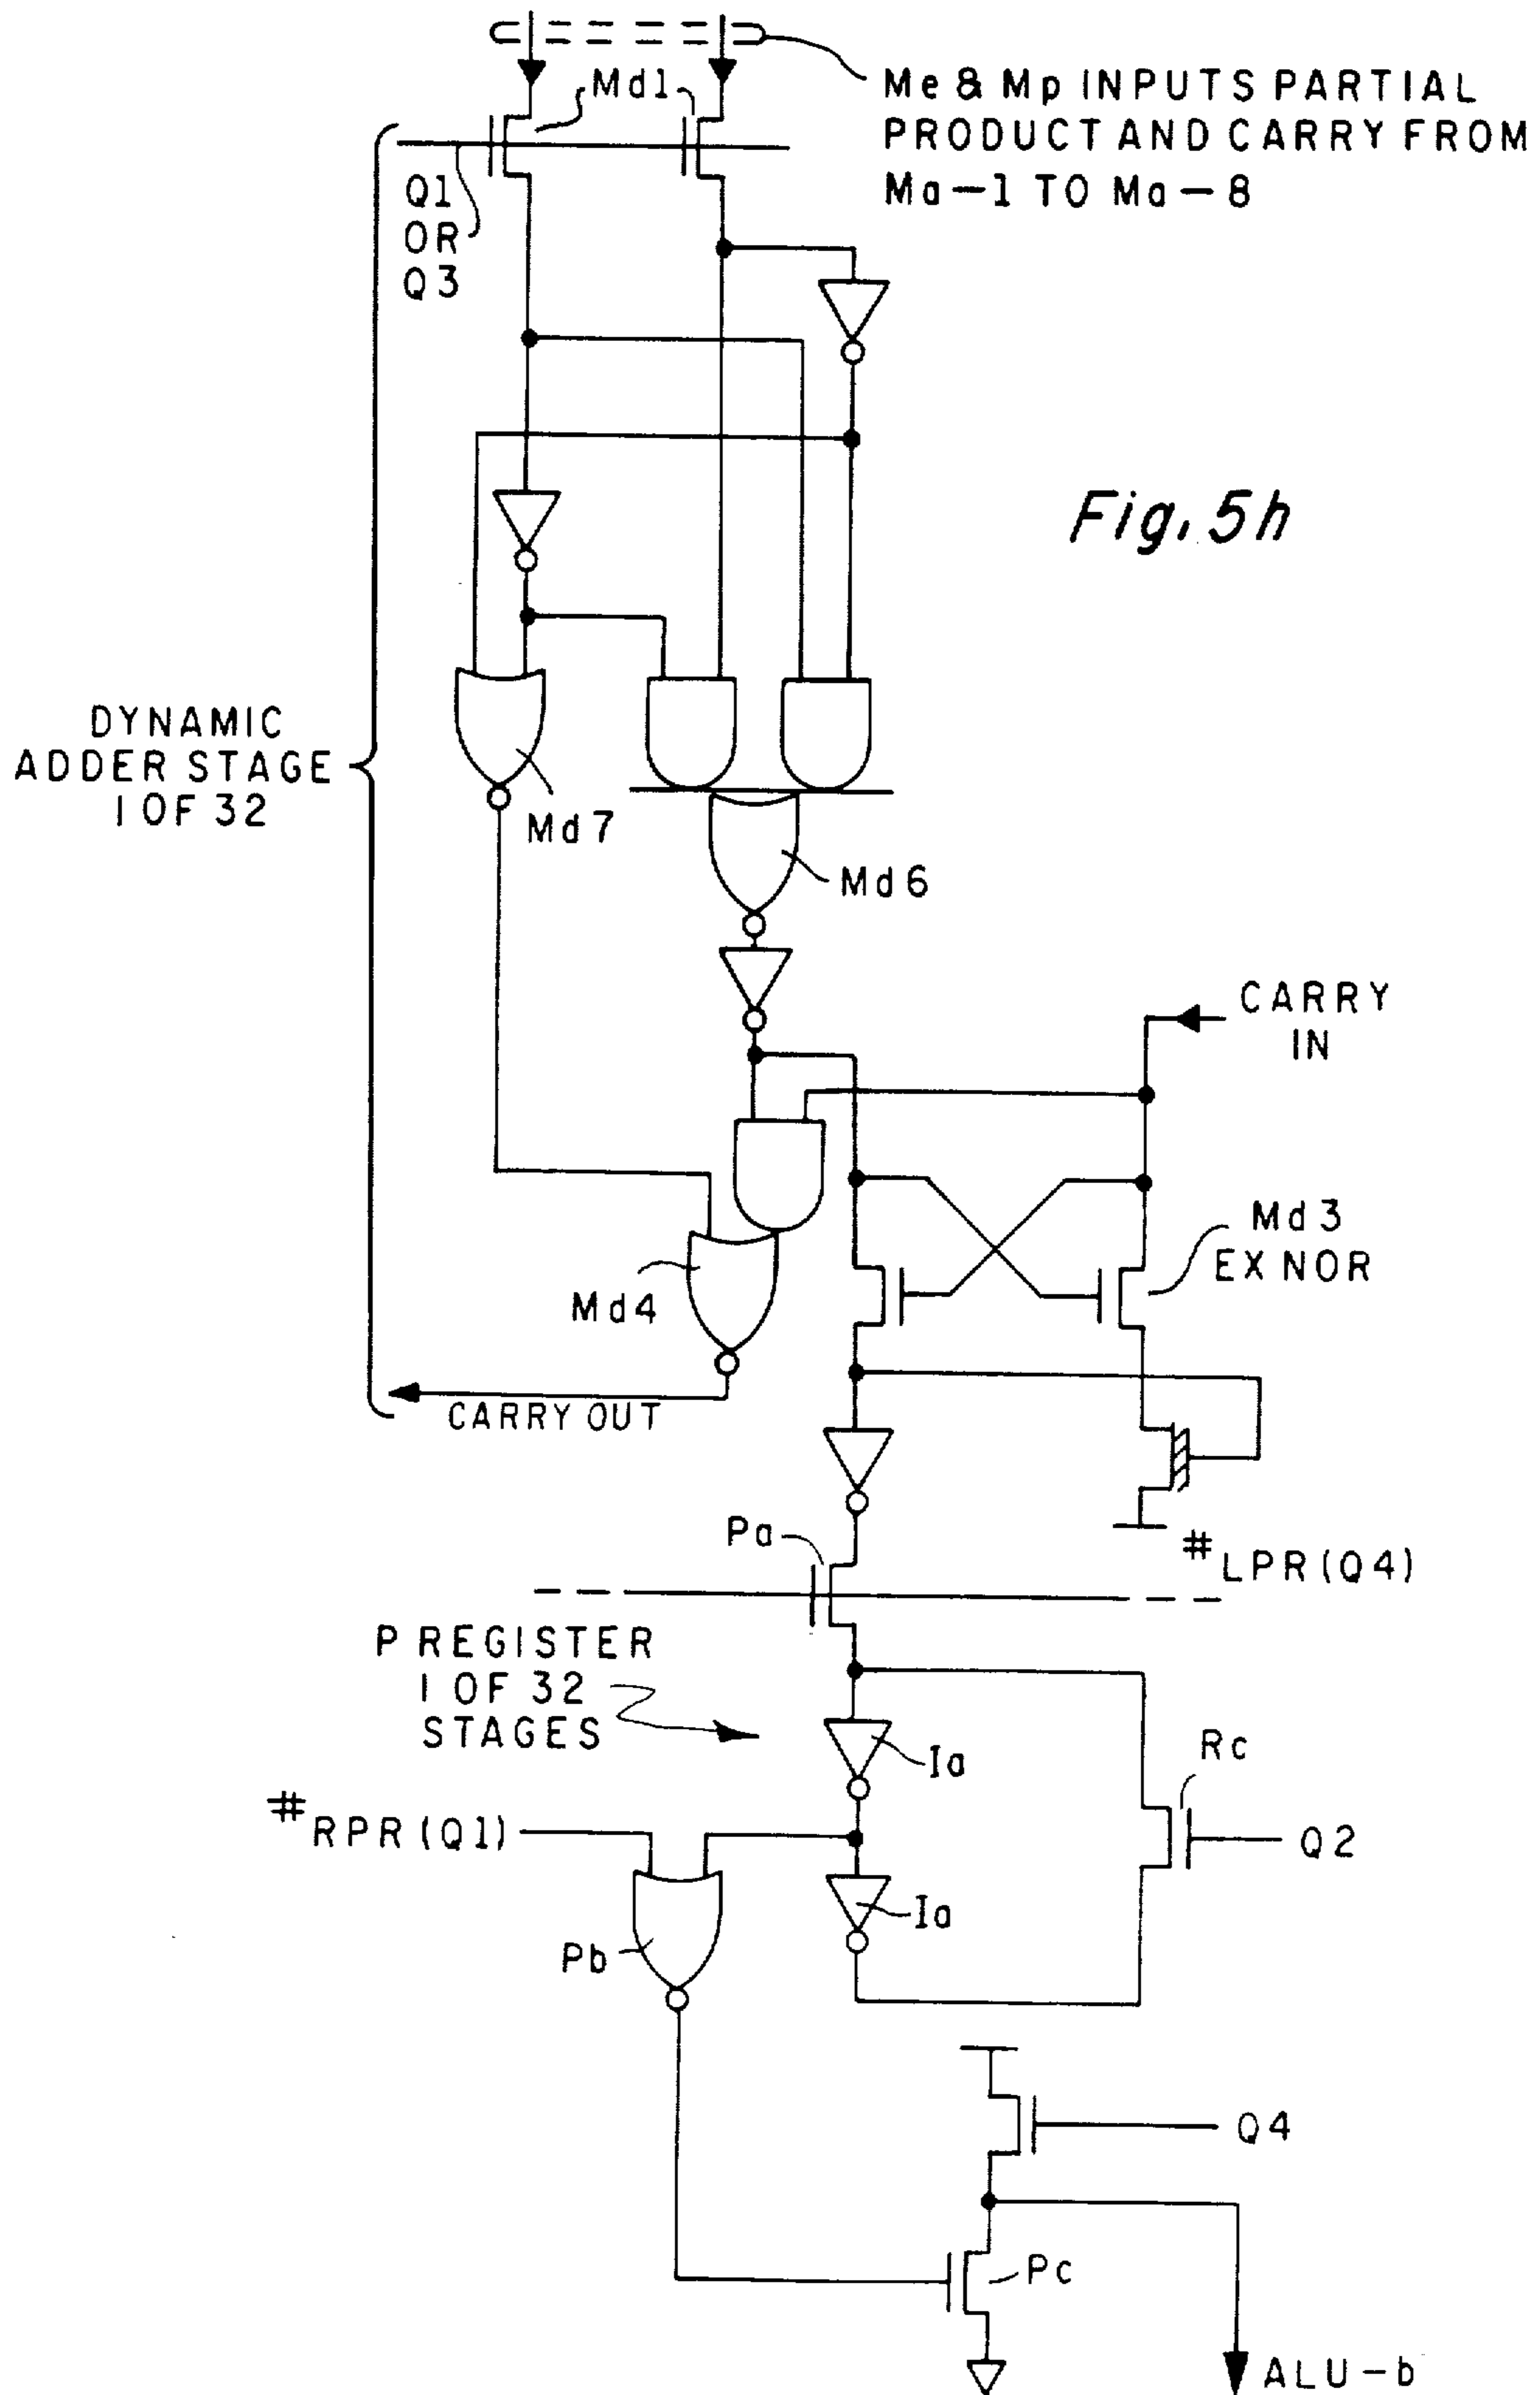 Md1
Me & Mp INPUTS PARTIAL
PRODUCT AND CARRY FROM
Ma-1 TO Ma-8
Q1
OR
Q3
Fig. 5h
DYNAMIC
ADDER STAGE
1 OF 32
Md7
Md6
CARRY
IN
Md3
EX NOR
Md4
CARRY OUT
Pa
#LPR(Q4)
P REGISTER
1 OF 32
STAGES
Ia
Rc
#RPR(Q1)
Q2
Ia
Pb
Q4
Pc
ALU-b